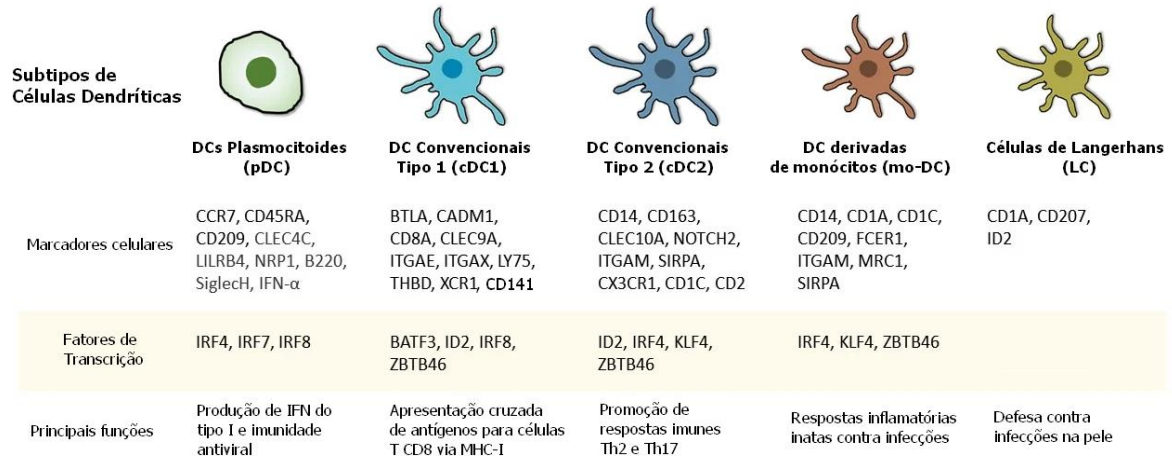 Subtipos de
Células Dendríticas
DCs Plasmocitoides
(pDC)
DC Convencionais
Tipo 1 (cDC1)
DC Convencionais
Tipo 2 (cDC2)
DC derivadas
de monócitos (mo-DC)
Células de Langerhans
(LC)
Marcadores celulares
CCR7, CD45RA,
CD209, CLEC4C,
LILRB4, NRP1, B220,
SiglecH, IFN-α
BTLA, CADM1,
CD8A, CLEC9A,
ITGAE, ITGAX, LY75,
THBD, XCR1, CD141
CD14, CD163,
CLEC10A, NOTCH2,
ITGAM, SIRPA,
CX3CR1, CD1C, CD2
CD14, CD1A, CD1C,
CD209, FCER1,
ITGAM, MRC1,
SIRPA
CD1A, CD207,
ID2
Fatores de
Transcrição
IRF4, IRF7, IRF8
BATF3, ID2, IRF8,
ZBTB46
ID2, IRF4, KLF4,
ZBTB46
IRF4, KLF4, ZBTB46
Principais funções
Produção de IFN do
tipo I e imunidade
antiviral
Apresentação cruzada
de antígenos para células
T CD8 via MHC-I
Promoção de
respostas imunes
Th2 e Th17
Respostas inflamatórias
inatas contra infecções
Defesa contra
infecções na pele